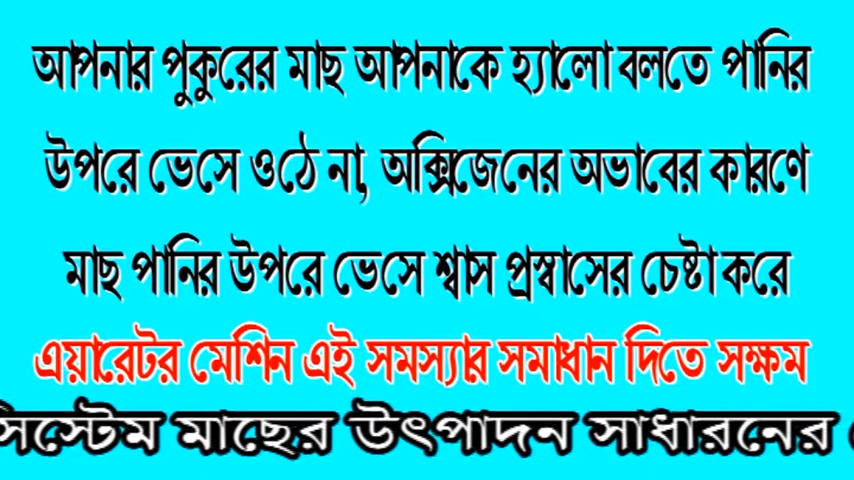 আপনার পুকুরের মাছ আপনাকে হ্যালো বলতে পানির
উপরে ভেসে ওঠে না, অক্সিজেনের অভাবের কারণে
মাছ পানির উপরে ভেসে শ্বাস প্রস্বাসের চেষ্টা করে
এয়ারেটর মেশিন এই সমস্যার সমাধান দিতে সক্ষম
সিস্টেম মাছের উৎপাদন সাধারনের